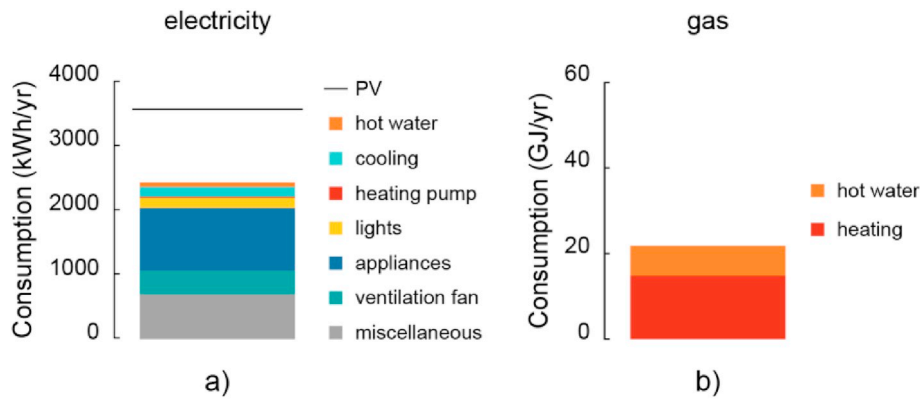 electricity
Consumption (kWh/yr)
4000
3000
2000
1000
0
PV
hot water
cooling
heating pump
lights
appliances
ventilation fan
miscellaneous
a)
gas
Consumption (GJ/yr)
60
40
20
0
hot water
heating
b)